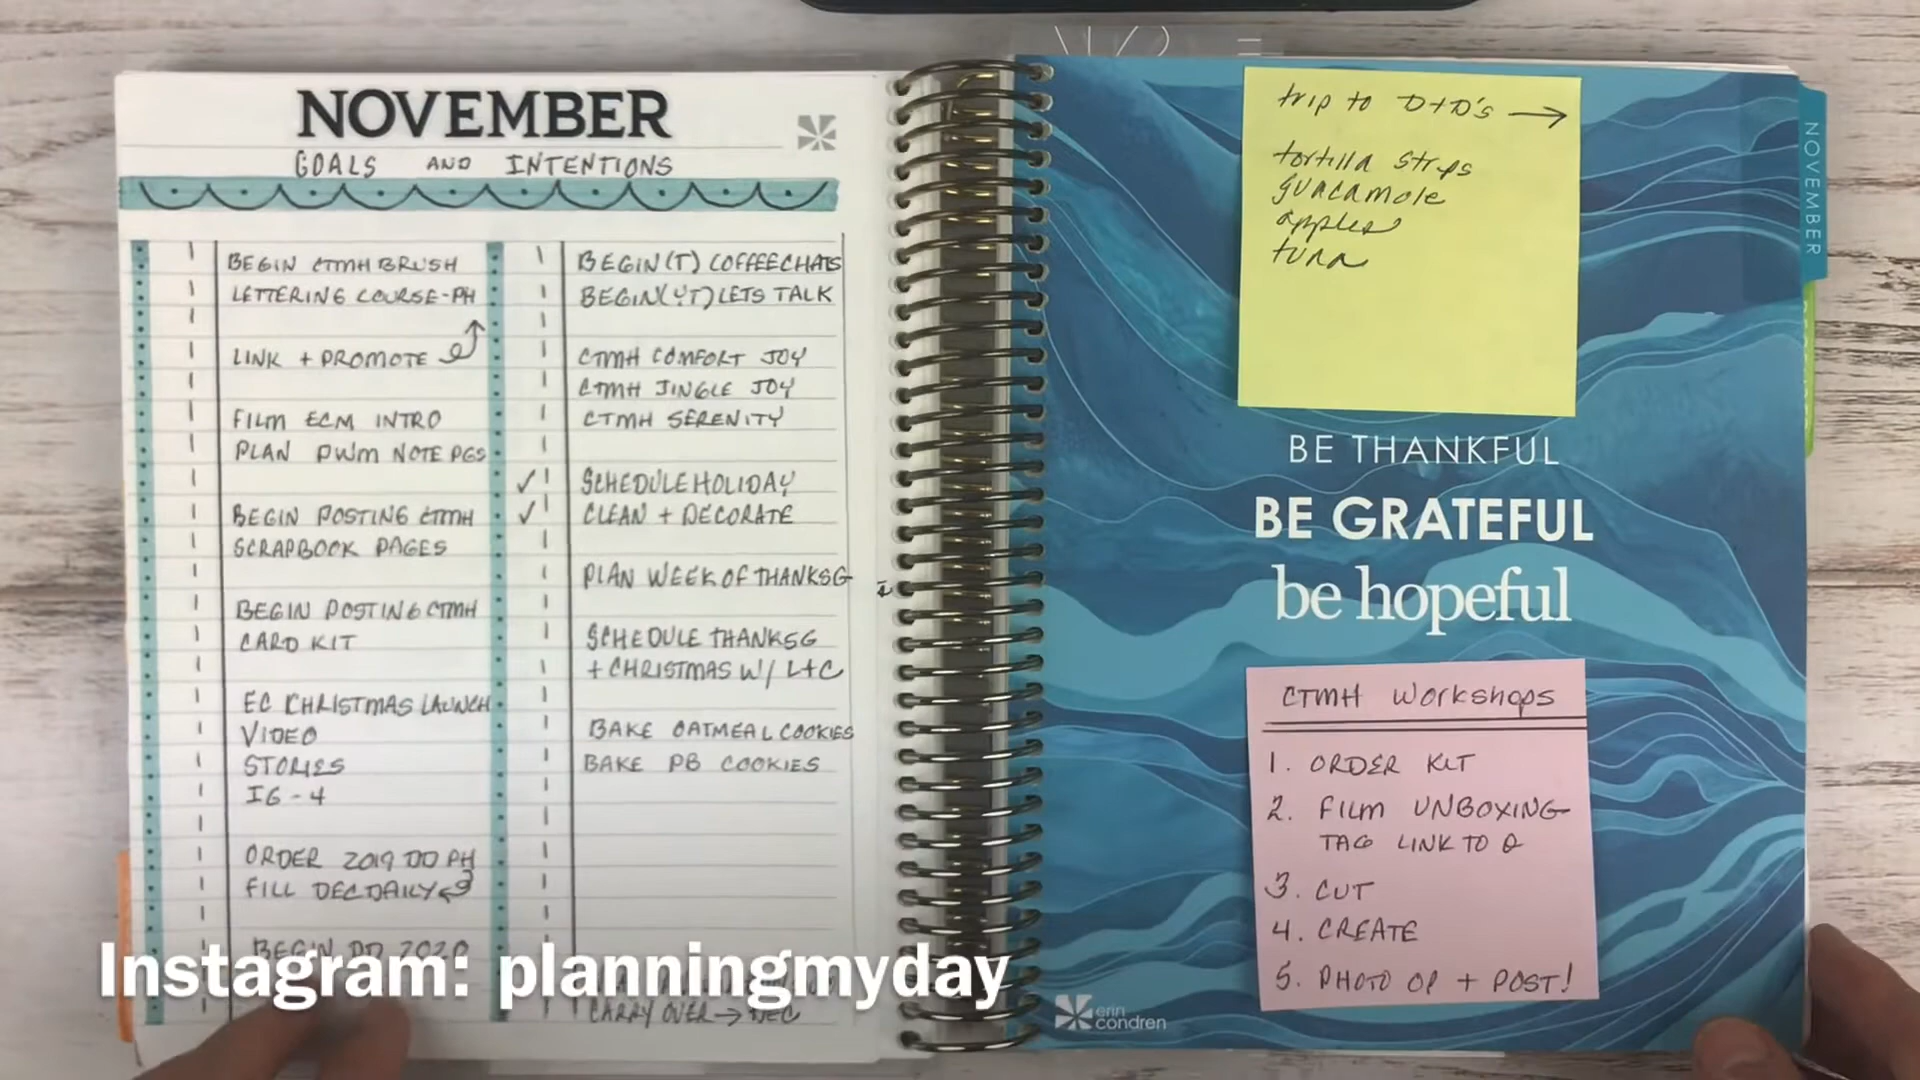 NOVEMBER
GOALS AND INTENTIONS
BEGIN CTMH BRUSH
LETTERING COURSE-PH
LINK + PROMOTE
FILM ECM INTRO
PLAN PWM NOTE PGS
BEGIN POSTING CTMH
SCRAPBOOK PAGES
BEGIN POSTING CTMH
CARD KIT
EC CHRISTMAS LAUNCH
VIDEO
STORIES
IG - 4
ORDER 2019 DD PH
FILL DEC DAILY
BEGIN DD 2020
BEGIN (T) COFFEE CHATS
BEGIN (YT) LETS TALK
CTMH COMFORT JOY
CTMH JINGLE JOY
CTMH SERENITY
✓ SCHEDULE HOLIDAY
✓ CLEAN + DECORATE
PLAN WEEK OF THANKSG
SCHEDULE THANKSG
+ CHRISTMAS W/ L+C
BAKE OATMEAL COOKIES
BAKE PB COOKIES
CARRY OVER → DEC
Instagram: planningmyday
trip to D+D'S →
tortilla strips
guacamole
apples
tuna
BE THANKFUL
BE GRATEFUL
be hopeful
CTMH Workshops
1. ORDER KIT
2. FILM UNBOXING
TAG LINK TO
3. CUT
4. CREATE
5. PHOTO OP + POST!
erin
condren
NOVEMBER